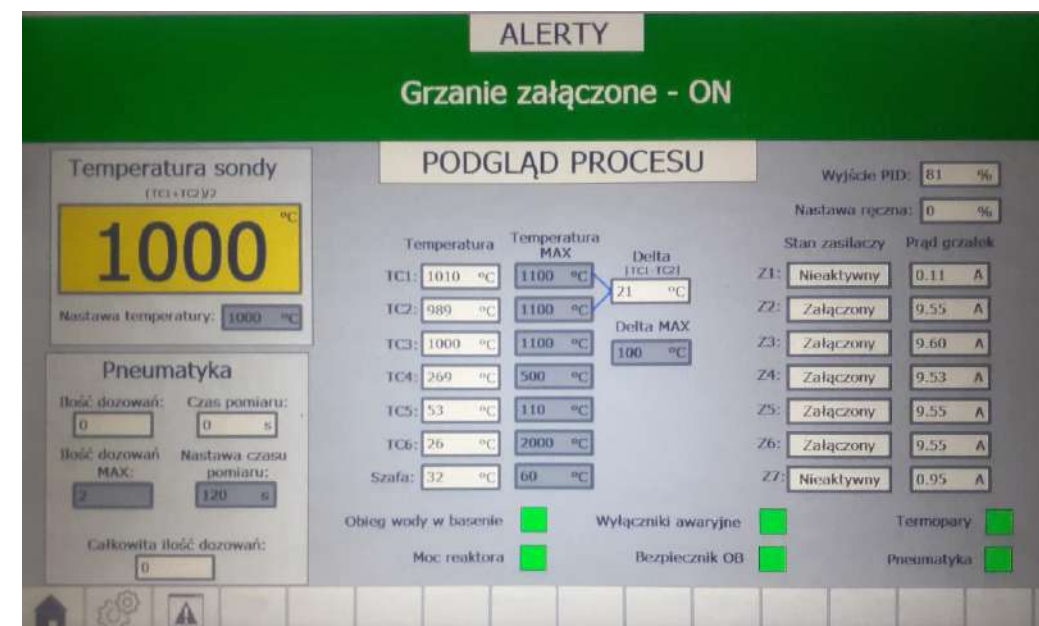 ALERTY
Grzanie załączone - ON
PODGLĄD PROCESU
Temperatura sondy
(TC1+TC2)/2
1000 °C
Nastawa temperatury: 1000 °C
Pneumatyka
Ilość dozowań: Czas pomiaru:
0 0 s
Ilość dozowań MAX: Nastawa czasu pomiaru:
2 120 s
Całkowita ilość dozowań:
0
Temperatura Temperatura MAX Delta |TC1-TC2|
TC1: 1010 °C 1100 °C
21 °C
TC2: 989 °C 1100 °C
Delta MAX
TC3: 1000 °C 1100 °C
100 °C
TC4: 269 °C 500 °C
TC5: 53 °C 110 °C
TC6: 26 °C 2000 °C
Szafa: 32 °C 60 °C
Wyjście PID: 81 %
Nastawa ręczna: 0 %
Stan zasilaczy Prąd grzałek
Z1: Nieaktywny 0.11 A
Z2: Załączony 9.55 A
Z3: Załączony 9.60 A
Z4: Załączony 9.53 A
Z5: Załączony 9.55 A
Z6: Załączony 9.55 A
Z7: Nieaktywny 0.95 A
Obieg wody w basenie Wyłączniki awaryjne Termopary
Moc reaktora Bezpiecznik OB Pneumatyka